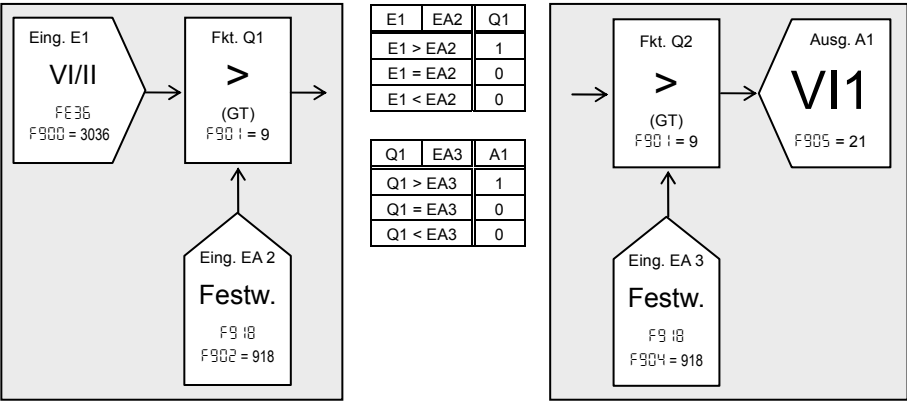 Eing. E1
VI/II
FE36
F900 = 3036
Fkt. Q1
>
(GT)
F901 = 9
Eing. EA 2
Festw.
F918
F902 = 918
E1 EA2 Q1
E1 > EA2 1
E1 = EA2 0
E1 < EA2 0
Q1 EA3 A1
Q1 > EA3 1
Q1 = EA3 0
Q1 < EA3 0
Fkt. Q2
>
(GT)
F901 = 9
Ausg. A1
VI1
F905 = 21
Eing. EA 3
Festw.
F918
F904 = 918